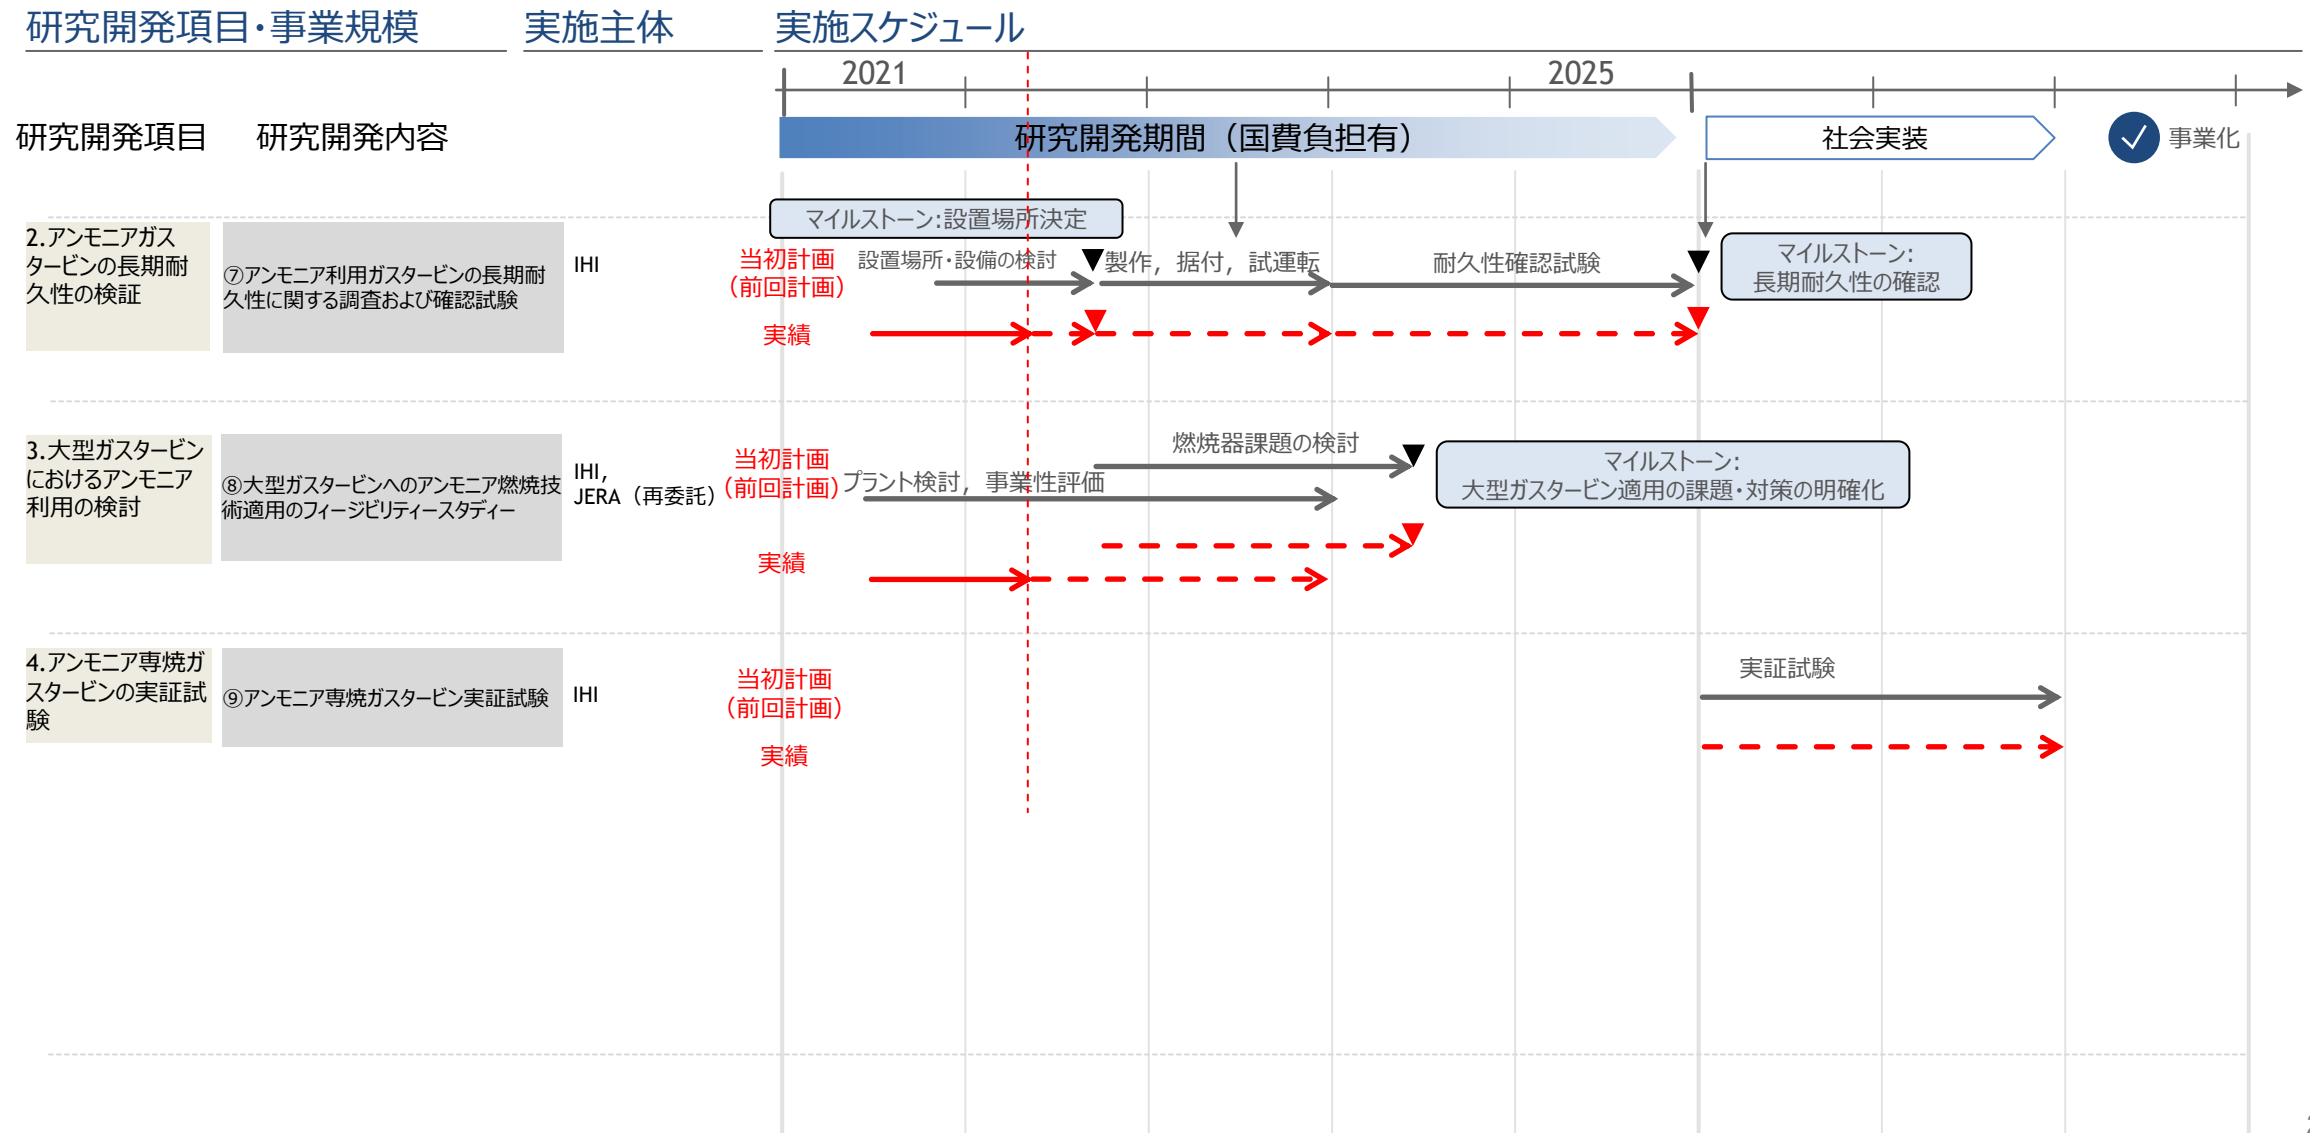 研究開発項目・事業規模
実施主体
実施スケジュール
2021
2025
研究開発項目
研究開発内容
研究開発期間（国費負担有）
社会実装
事業化
マイルストーン:設置場所決定
2.アンモニアガス
タービンの長期耐
久性の検証
⑦アンモニア利用ガスタービンの長期耐
久性に関する調査および確認試験
IHI
当初計画
（前回計画）
設置場所・設備の検討
製作，据付，試運転
耐久性確認試験
マイルストーン:
長期耐久性の確認
実績
3.大型ガスタービン
におけるアンモニア
利用の検討
⑧大型ガスタービンへのアンモニア燃焼技
術適用のフィージビリティースタディー
IHI，
JERA（再委託）
当初計画
（前回計画）
燃焼器課題の検討
プラント検討，事業性評価
マイルストーン:
大型ガスタービン適用の課題・対策の明確化
実績
4.アンモニア専焼ガ
スタービンの実証試
験
⑨アンモニア専焼ガスタービン実証試験
IHI
当初計画
（前回計画）
実証試験
実績